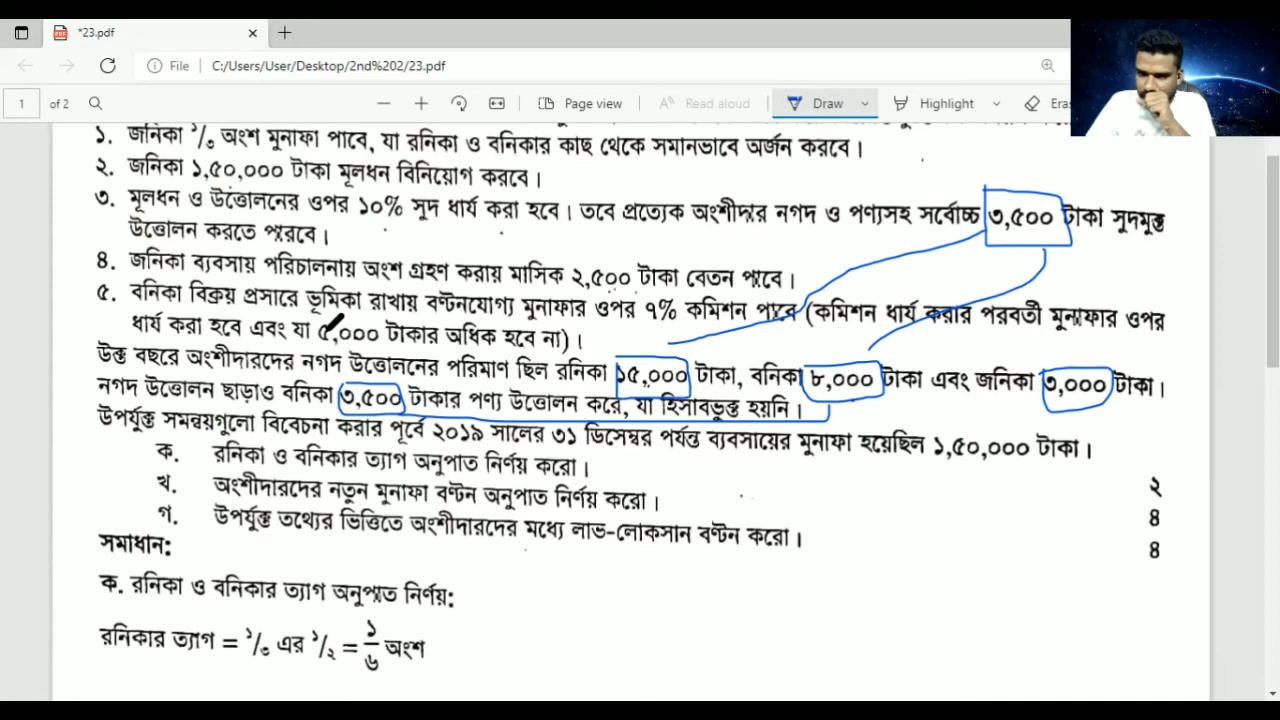 *23.pdf
File C:/Users/User/Desktop/2nd%202/23.pdf
1 of 2 Page view Read aloud Draw Highlight
১. জনিকা ১/৩ অংশ মুনাফা পাবে, যা রনিকা ও বনিকার কাছ থেকে সমানভাবে অর্জন করবে।
২. জনিকা ১,৫০,০০০ টাকা মূলধন বিনিয়োগ করবে।
৩. মূলধন ও উত্তোলনের ওপর ১০% সুদ ধার্য করা হবে। তবে প্রত্যেক অংশীদার নগদ ও পণ্যসহ সর্বোচ্চ ৩,৫০০ টাকা সুদমুক্ত
উত্তোলন করতে পারবে।
৪. জনিকা ব্যবসায় পরিচালনায় অংশ গ্রহণ করায় মাসিক ২,৫০০ টাকা বেতন পাবে।
৫. বনিকা বিক্রয় প্রসারে ভূমিকা রাখায় বণ্টনযোগ্য মুনাফার ওপর ৭% কমিশন পাবে (কমিশন ধার্য করার পরবর্তী মুনাফার ওপর
ধার্য করা হবে এবং যা ৫,০০০ টাকার অধিক হবে না)।
উক্ত বছরে অংশীদারদের নগদ উত্তোলনের পরিমাণ ছিল রনিকা ১৫,০০০ টাকা, বনিকা ৮,০০০ টাকা এবং জনিকা ৩,০০০ টাকা।
নগদ উত্তোলন ছাড়াও বনিকা ৩,৫০০ টাকার পণ্য উত্তোলন করে, যা হিসাবভুক্ত হয়নি।
উপর্যুক্ত সমন্বয়গুলো বিবেচনা করার পূর্বে ২০১৯ সালের ৩১ ডিসেম্বর পর্যন্ত ব্যবসায়ের মুনাফা হয়েছিল ১,৫০,০০০ টাকা।
ক. রনিকা ও বনিকার ত্যাগ অনুপাত নির্ণয় করো। ২
খ. অংশীদারদের নতুন মুনাফা বণ্টন অনুপাত নির্ণয় করো। ৪
গ. উপর্যুক্ত তথ্যের ভিত্তিতে অংশীদারদের মধ্যে লাভ-লোকসান বণ্টন করো। ৪
সমাধান:
ক. রনিকা ও বনিকার ত্যাগ অনুপাত নির্ণয়:
রনিকার ত্যাগ = ১/৩ এর ১/২ = ১/৬ অংশ